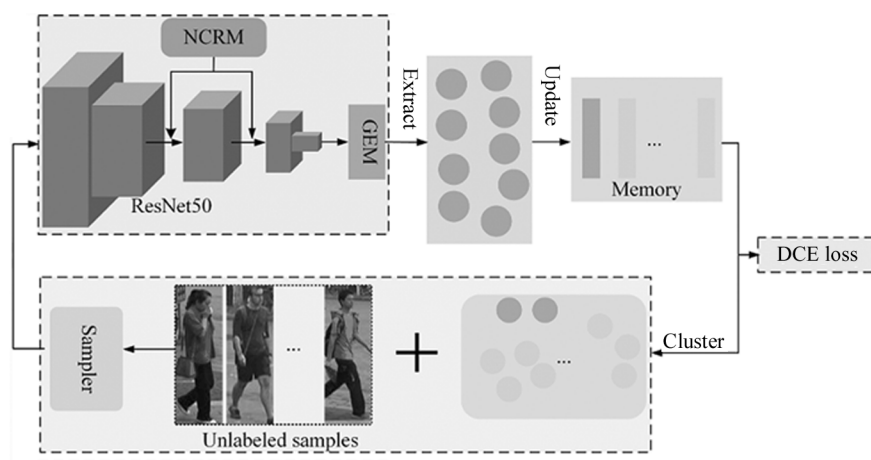 NCRM
ResNet50
GEM
Extract
Update
...
Memory
DCE loss
Sampler
...
Unlabeled samples
+
...
Cluster